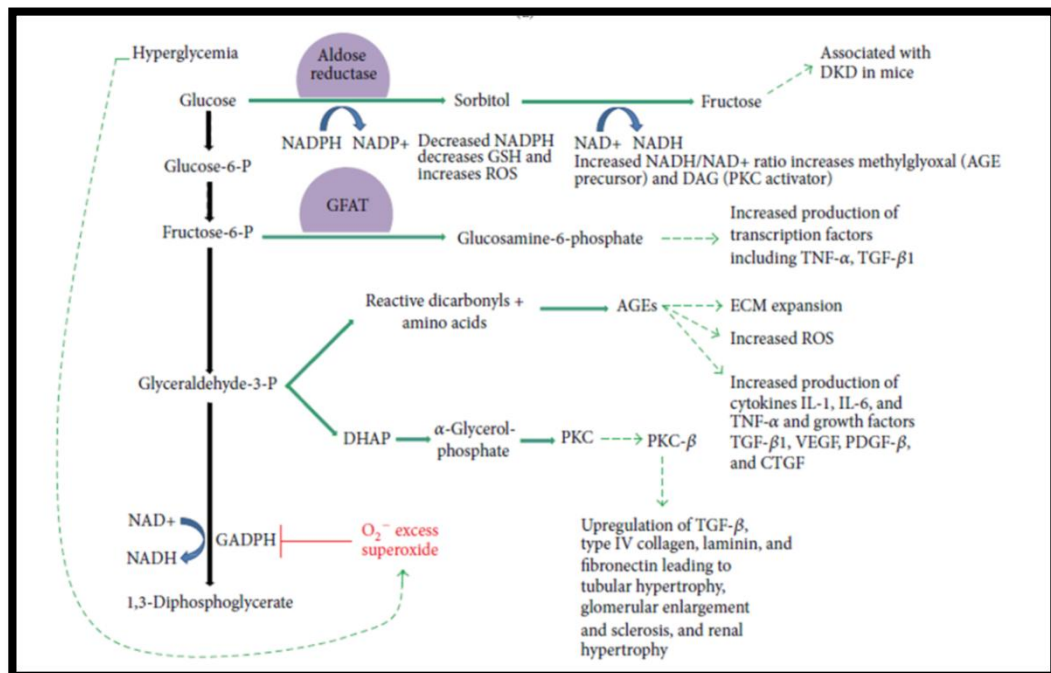 Hyperglycemia
Aldose
reductase
Associated with
DKD in mice
Glucose
Sorbitol
Fructose
NADPH NADP+
Decreased NADPH
decreases GSH and
increases ROS
NAD+ NADH
Increased NADH/NAD+ ratio increases methylglyoxal (AGE
precursor) and DAG (PKC activator)
Glucose-6-P
GFAT
Fructose-6-P
Glucosamine-6-phosphate
Increased production of
transcription factors
including TNF-α, TGF-β1
Reactive dicarbonyls +
amino acids
AGEs
ECM expansion
Increased ROS
Increased production of
cytokines IL-1, IL-6, and
TNF-α and growth factors
TGF-β1, VEGF, PDGF-β,
and CTGF
Glyceraldehyde-3-P
DHAP
α-Glycerol-
phosphate
PKC
PKC-β
Upregulation of TGF-β,
type IV collagen, laminin, and
fibronectin leading to
tubular hypertrophy,
glomerular enlargement
and sclerosis, and renal
hypertrophy
NAD+
NADH
GADPH
O₂⁻ excess
superoxide
1,3-Diphosphoglycerate